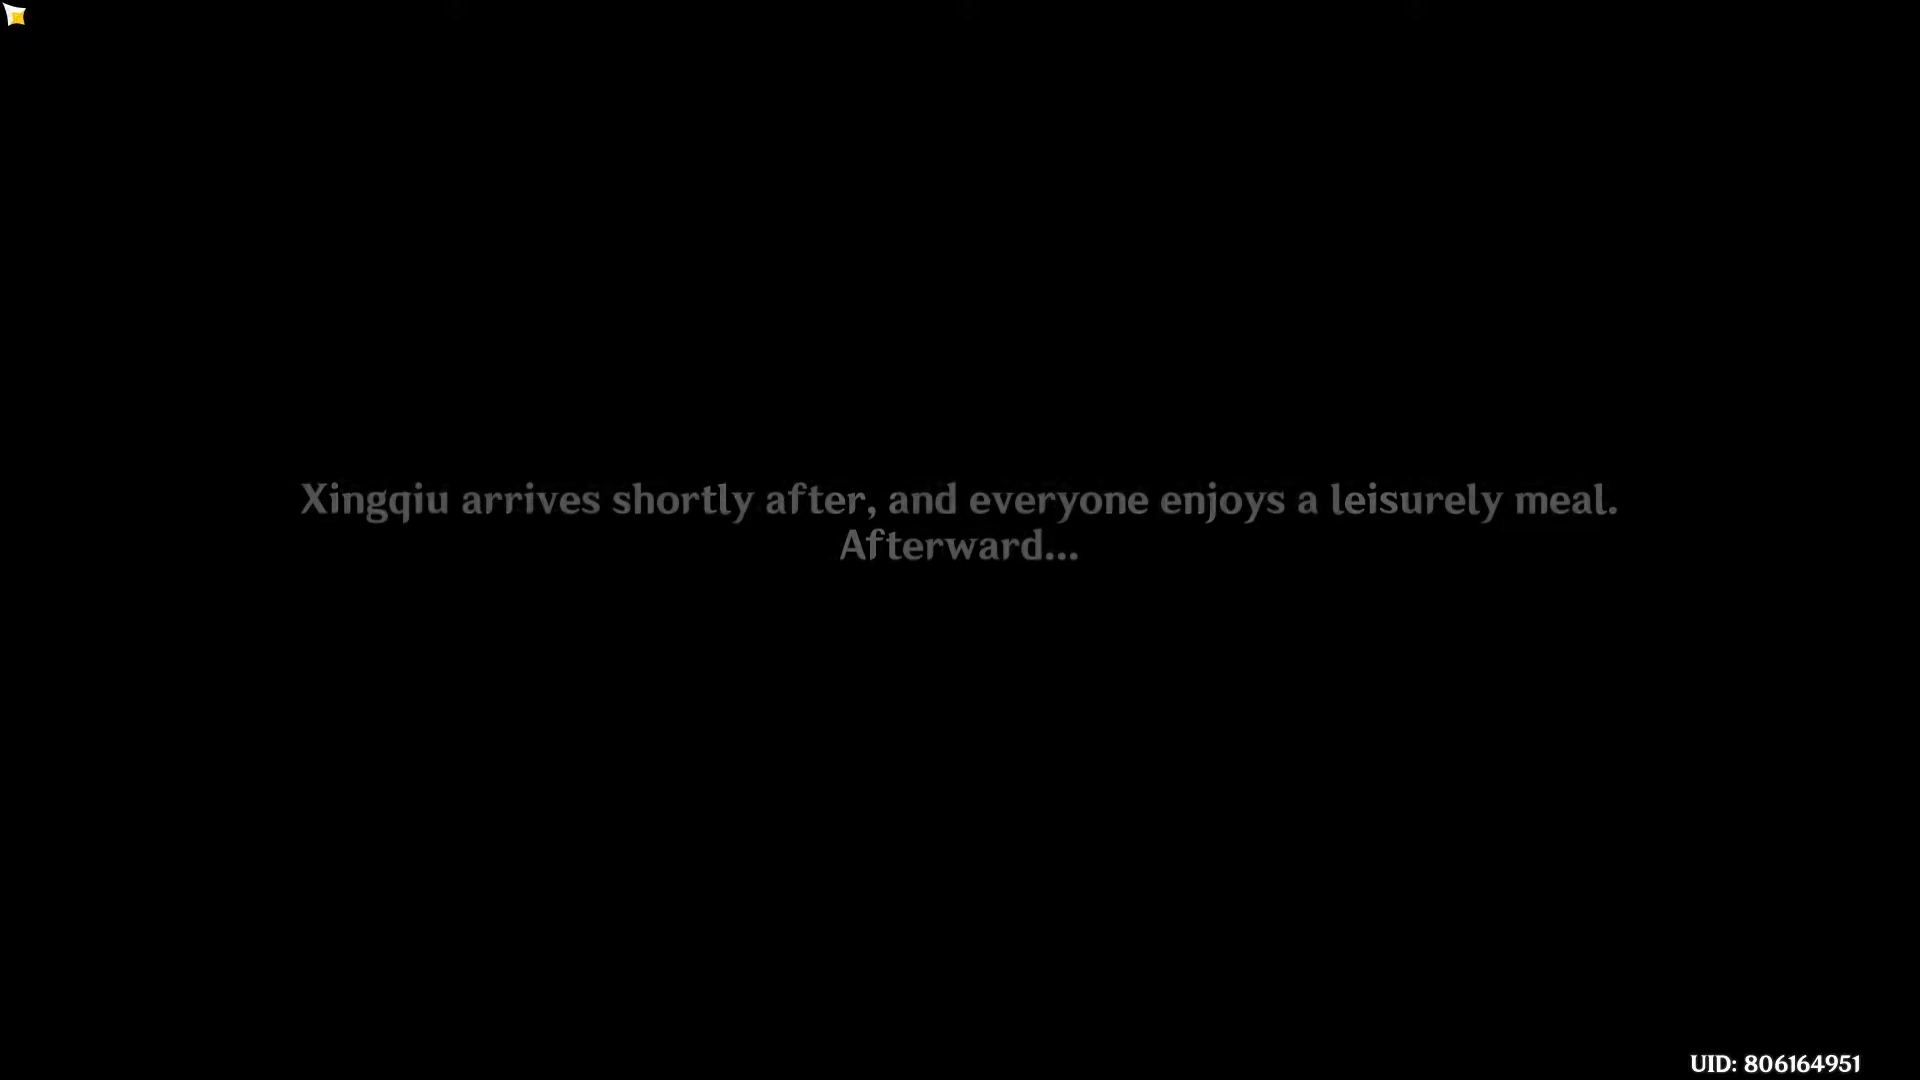 Xingqiu arrives shortly after, and everyone enjoys a leisurely meal.
Afterward...
UID: 806164951